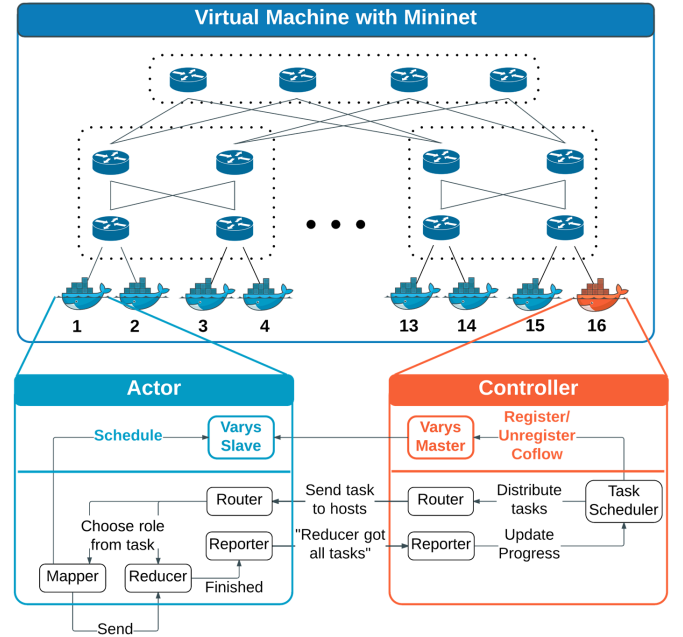 Virtual Machine with Mininet
1
2
3
4
13
14
15
16
Actor
Controller
Schedule
Varys
Slave
Varys
Master
Register/
Unregister
Coflow
Router
Send task
to hosts
Router
Distribute
tasks
Task
Scheduler
Choose role
from task
Reporter
"Reducer got
all tasks"
Reporter
Update
Progress
Mapper
Reducer
Finished
Send